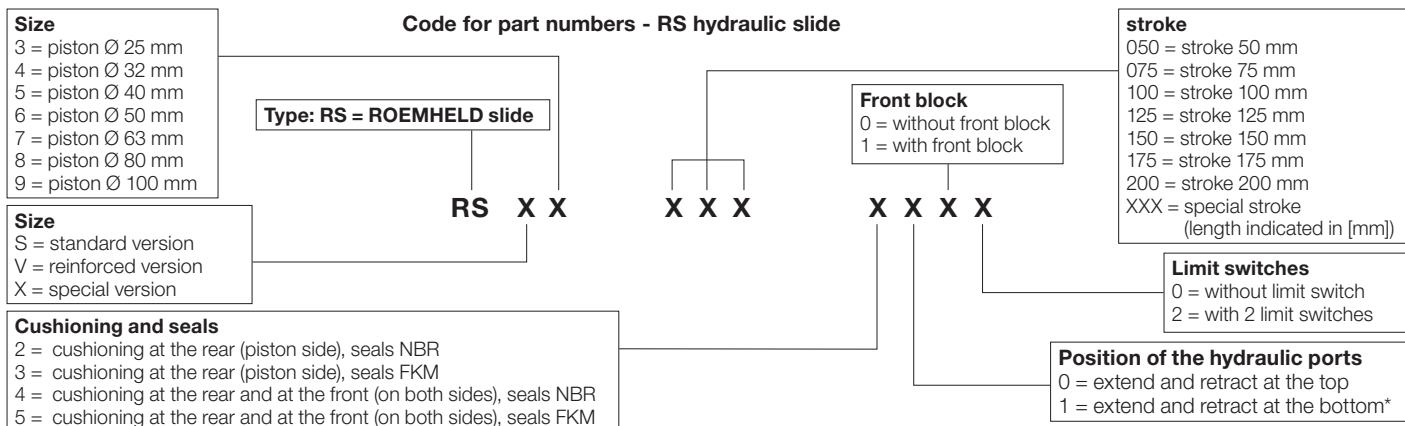 Code for part numbers - RS hydraulic slide
Size
3 = piston Ø 25 mm
4 = piston Ø 32 mm
5 = piston Ø 40 mm
6 = piston Ø 50 mm
7 = piston Ø 63 mm
8 = piston Ø 80 mm
9 = piston Ø 100 mm
Type: RS = ROEMHELD slide
Front block
0 = without front block
1 = with front block
stroke
050 = stroke 50 mm
075 = stroke 75 mm
100 = stroke 100 mm
125 = stroke 125 mm
150 = stroke 150 mm
175 = stroke 175 mm
200 = stroke 200 mm
XXX = special stroke
(length indicated in [mm])
RS X X X X X X X X X
Size
S = standard version
V = reinforced version
X = special version
Limit switches
0 = without limit switch
2 = with 2 limit switches
Cushioning and seals
2 = cushioning at the rear (piston side), seals NBR
3 = cushioning at the rear (piston side), seals FKM
4 = cushioning at the rear and at the front (on both sides), seals NBR
5 = cushioning at the rear and at the front (on both sides), seals FKM
Position of the hydraulic ports
0 = extend and retract at the top
1 = extend and retract at the bottom*